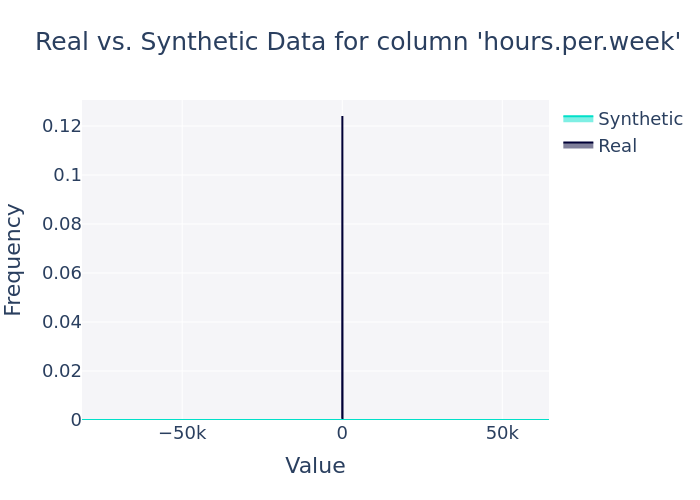 Real vs. Synthetic Data for column 'hours.per.week'
Synthetic
Real
0.12
0.1
0.08
0.06
0.04
0.02
0
Frequency
−50k
0
50k
Value